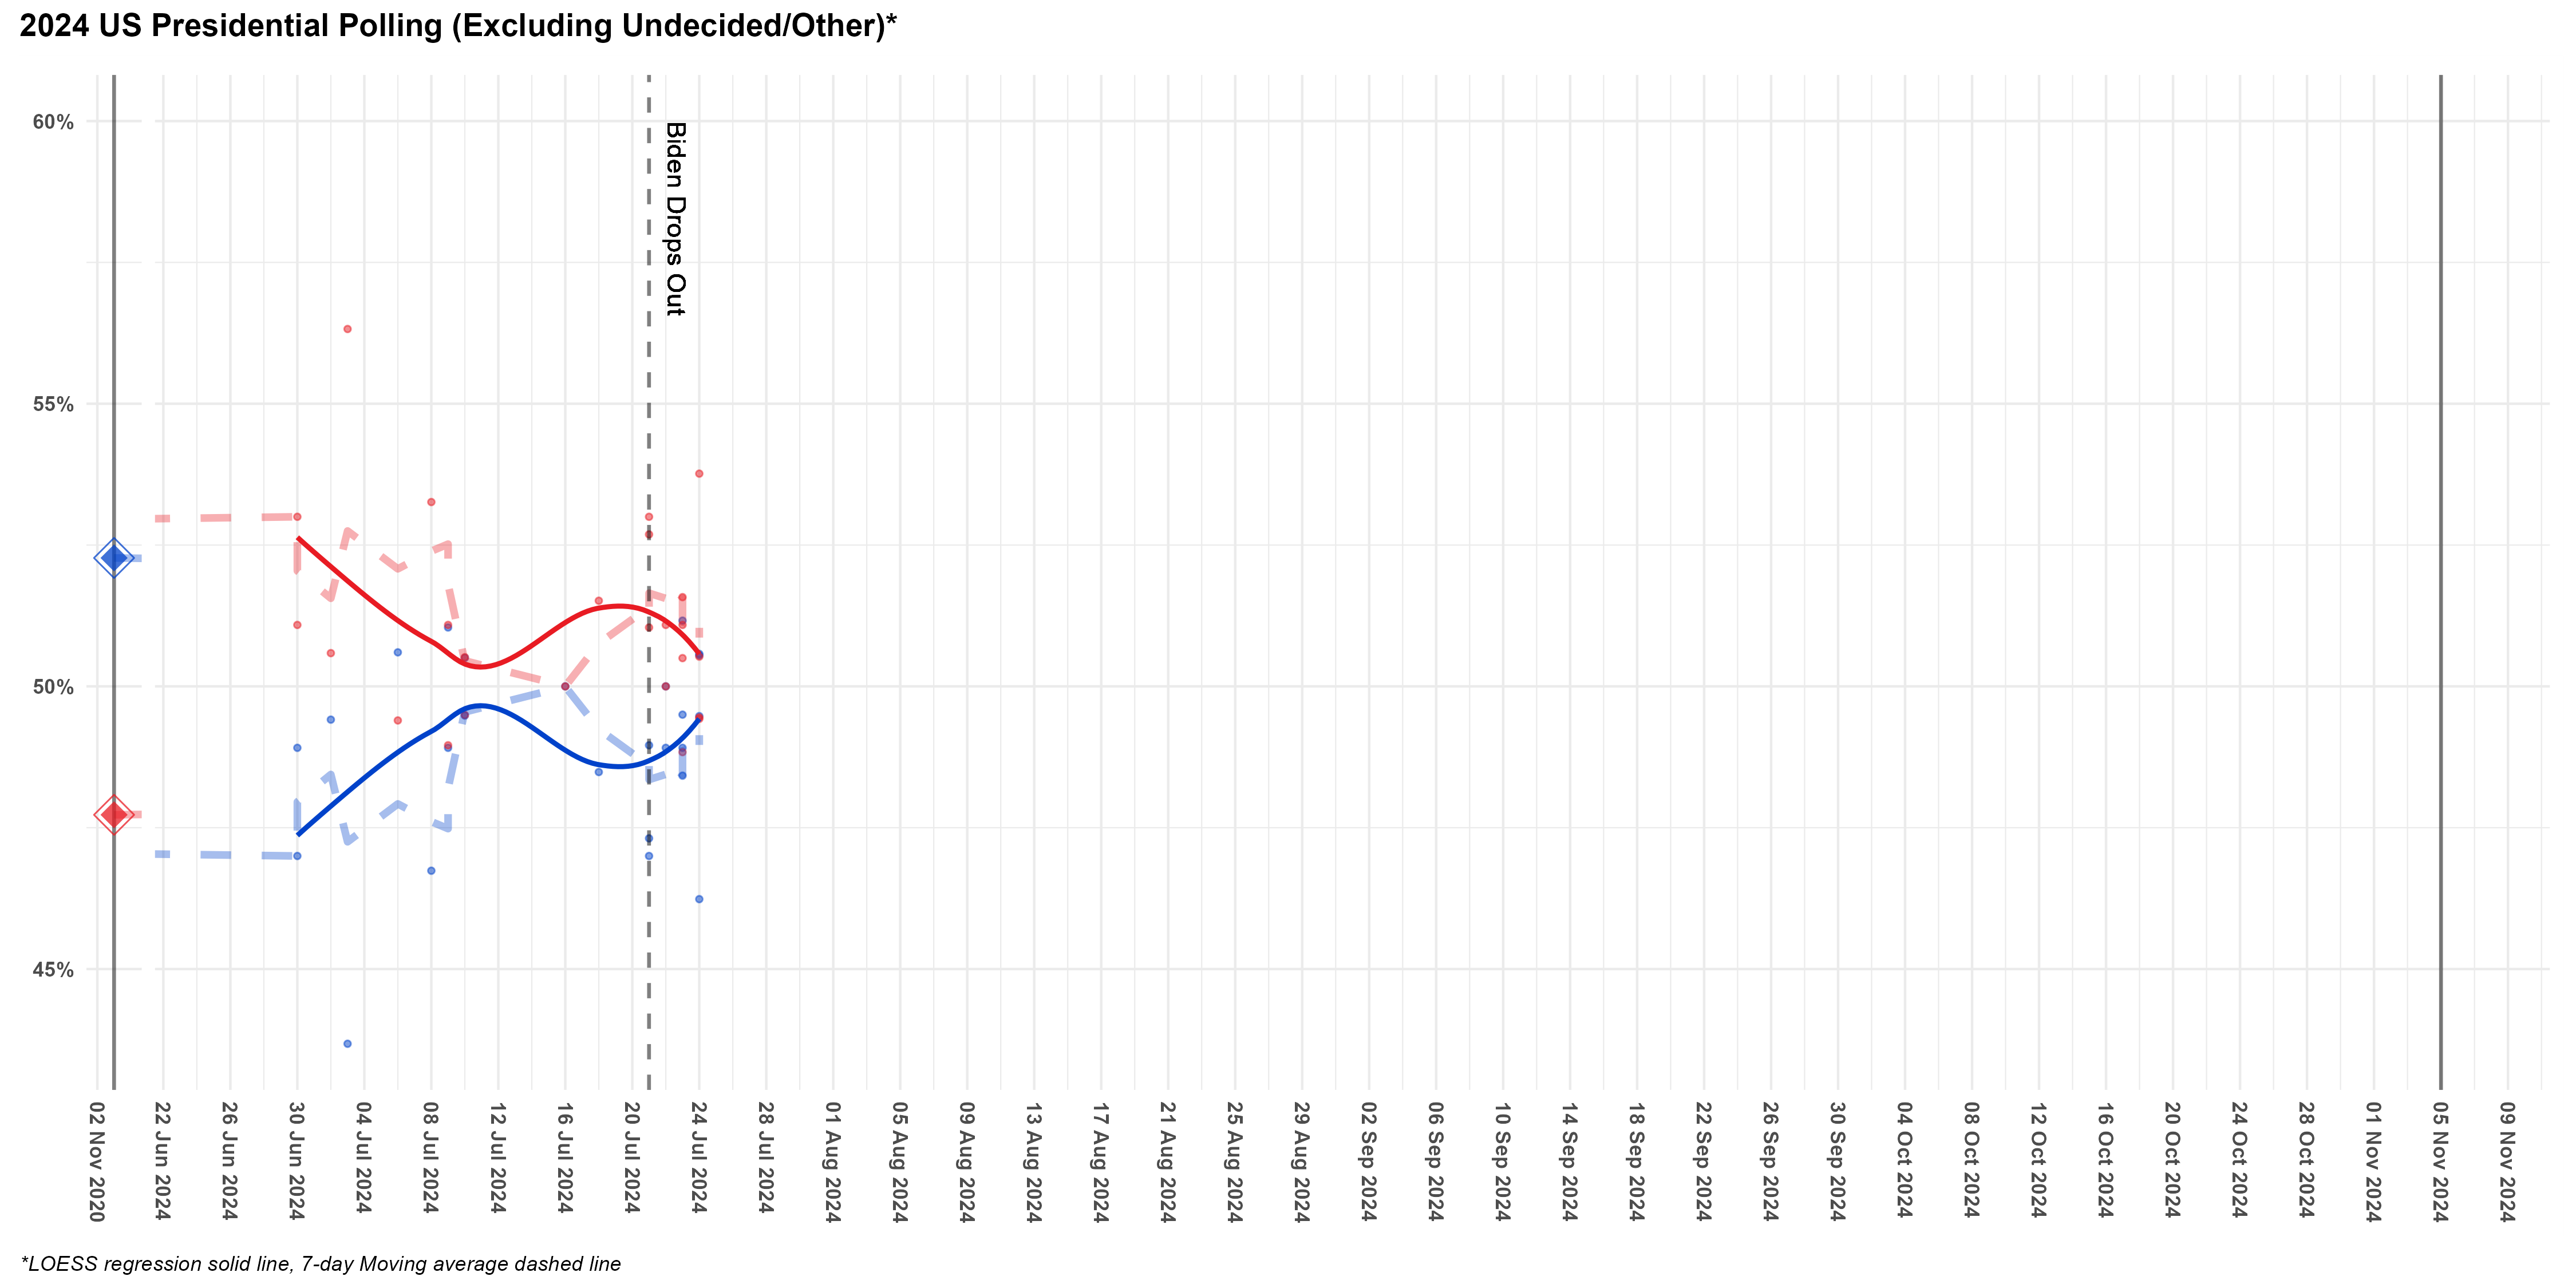 2024 US Presidential Polling (Excluding Undecided/Other)*
60%
55%
50%
45%
Biden Drops Out
02 Nov 2020
22 Jun 2024
26 Jun 2024
30 Jun 2024
04 Jul 2024
08 Jul 2024
12 Jul 2024
16 Jul 2024
20 Jul 2024
24 Jul 2024
28 Jul 2024
01 Aug 2024
05 Aug 2024
09 Aug 2024
13 Aug 2024
17 Aug 2024
21 Aug 2024
25 Aug 2024
29 Aug 2024
02 Sep 2024
06 Sep 2024
10 Sep 2024
14 Sep 2024
18 Sep 2024
22 Sep 2024
26 Sep 2024
30 Sep 2024
04 Oct 2024
08 Oct 2024
12 Oct 2024
16 Oct 2024
20 Oct 2024
24 Oct 2024
28 Oct 2024
01 Nov 2024
05 Nov 2024
09 Nov 2024
*LOESS regression solid line, 7-day Moving average dashed line